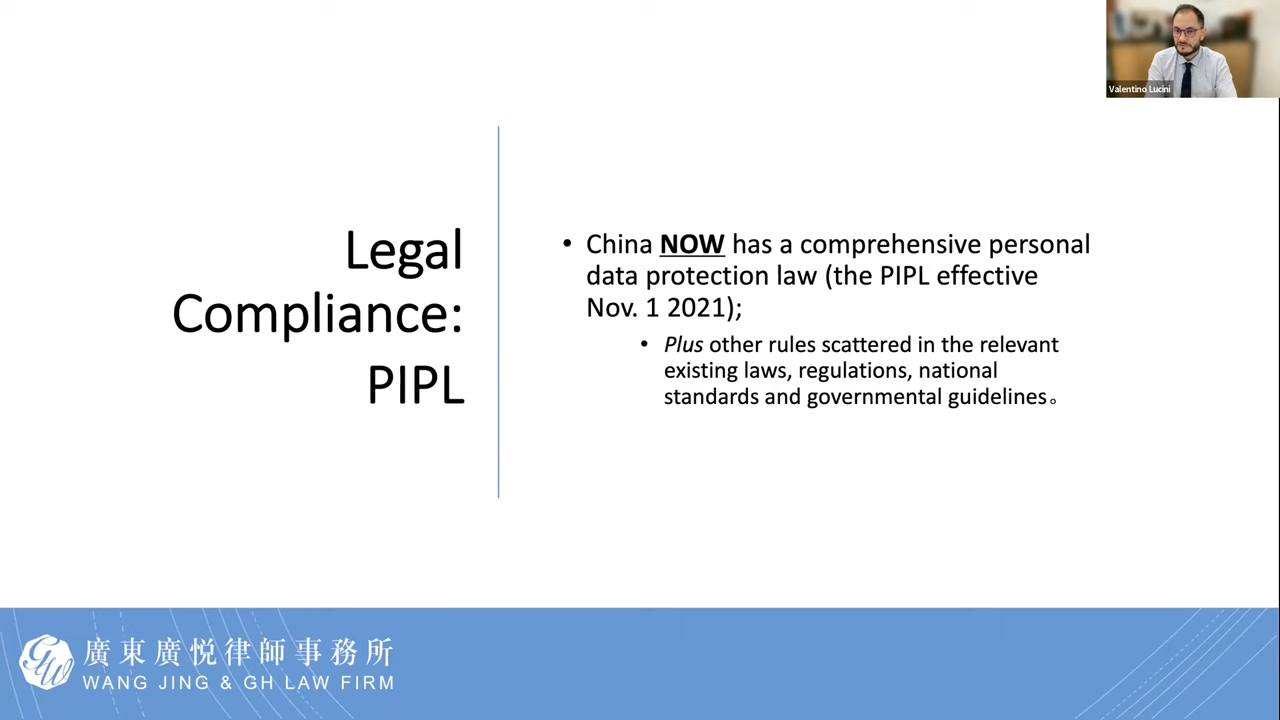 Valentino Lucini
Legal
Compliance:
PIPL
• China NOW has a comprehensive personal
data protection law (the PIPL effective
Nov. 1 2021);
• Plus other rules scattered in the relevant
existing laws, regulations, national
standards and governmental guidelines。
GW
廣東廣悦律師事務所
WANG JING & GH LAW FIRM